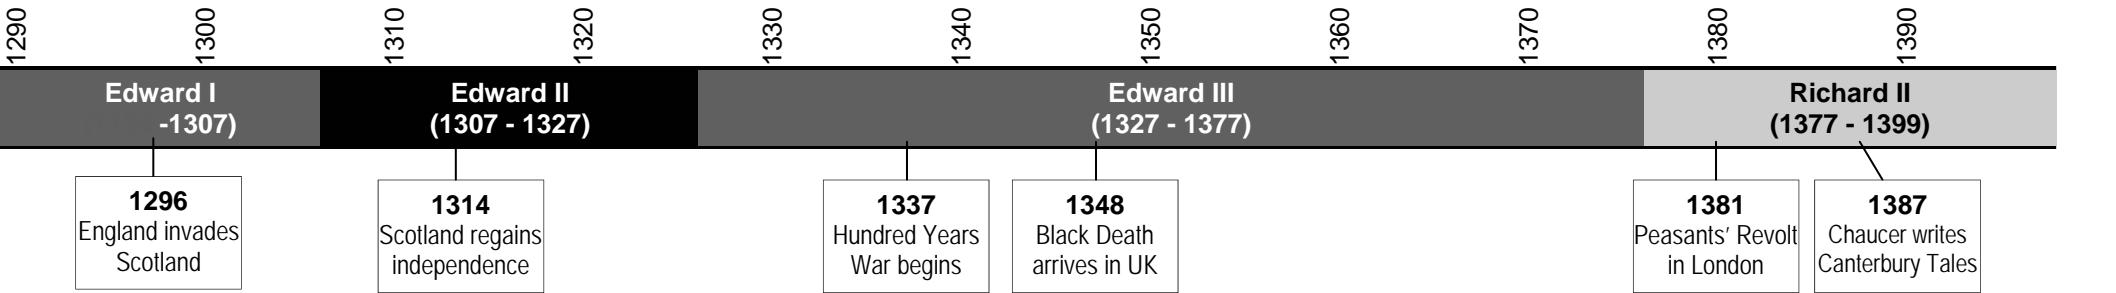 1290
1300
1310
1320
1330
1340
1350
1360
1370
1380
1390
Edward I
-1307)
Edward II
(1307 - 1327)
Edward III
(1327 - 1377)
Richard II
(1377 - 1399)
1296
England invades
Scotland
1314
Scotland regains
independence
1337
Hundred Years
War begins
1348
Black Death
arrives in UK
1381
Peasants’ Revolt
in London
1387
Chaucer writes
Canterbury Tales